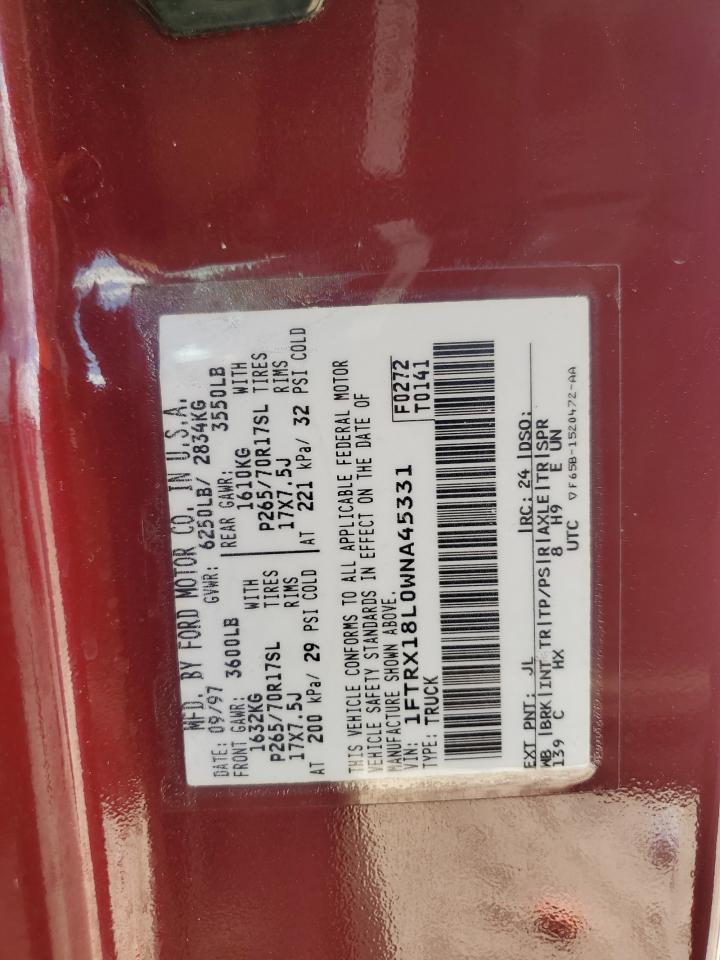 MFD. BY FORD MOTOR CO. IN U.S.A.
DATE: 09/97 GVWR: 6250LB/ 2834KG
FRONT GAWR: 3600LB REAR GAWR: 3550LB
1632KG WITH 1610KG WITH
P265/70R17SL TIRES P265/70R17SL TIRES
17X7.5J RIMS 17X7.5J RIMS
AT 200 kPa/ 29 PSI COLD AT 221 kPa/ 32 PSI COLD
THIS VEHICLE CONFORMS TO ALL APPLICABLE FEDERAL MOTOR
VEHICLE SAFETY STANDARDS IN EFFECT ON THE DATE OF
MANUFACTURE SHOWN ABOVE.
VIN: 1FTRX18L0WNA45331 F0272
TYPE: TRUCK T0141
EXT PNT: JL RC: 24 DSO:
WB BRK INT TR TP/PS R AXLE TR SPR
139 C HX 8 H9 E UN
UTC
▽F65B-1520472-AA